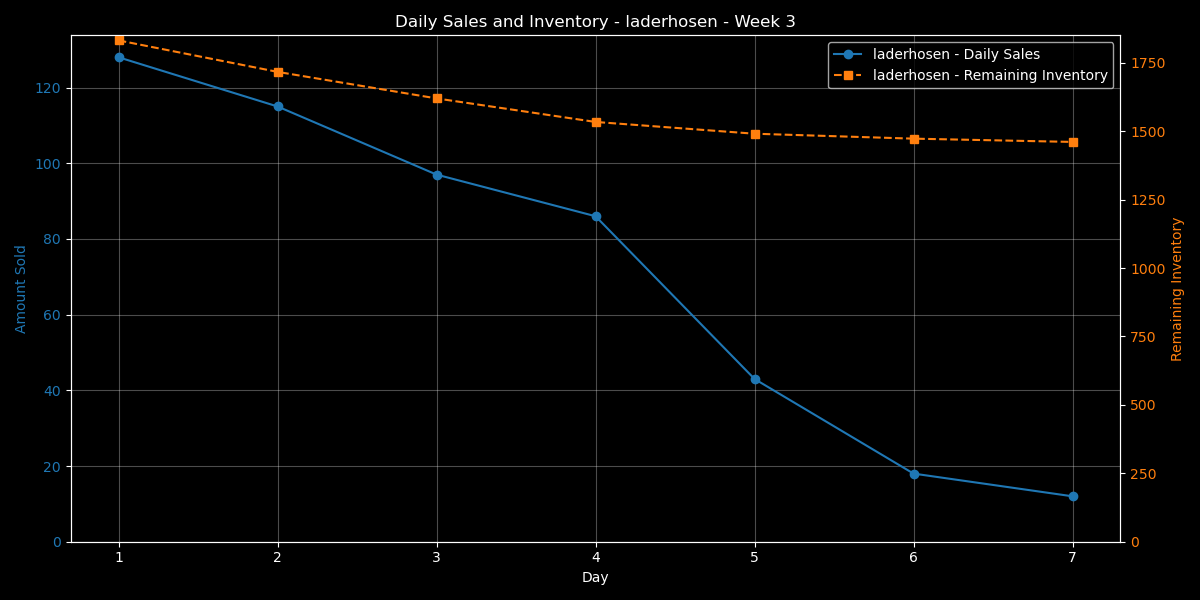 Daily Sales and Inventory - laderhosen - Week 3
laderhosen - Daily Sales
laderhosen - Remaining Inventory
Amount Sold
120
100
80
60
40
20
0
1750
1500
1250
1000
750
500
250
0
Remaining Inventory
1 2 3 4 5 6 7
Day